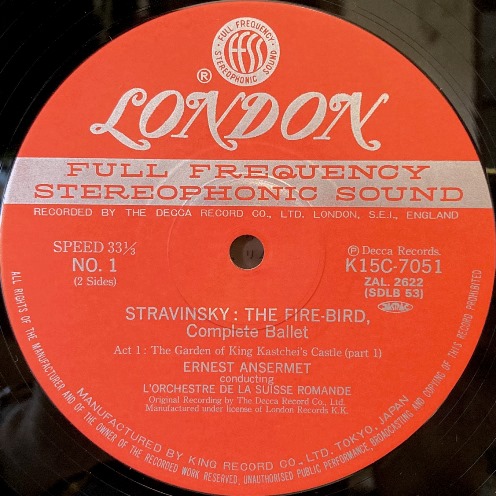 FULL FREQUENCY
FFSS
STEREOPHONIC SOUND
®
LONDON
FULL FREQUENCY
STEREOPHONIC SOUND
RECORDED BY THE DECCA RECORD CO., LTD. LONDON, S.E.I., ENGLAND
SPEED 33⅓
NO. 1
(2 Sides)
℗ Decca Records.
K15C-7051
ZAL. 2622
(SDLB 53)
STRAVINSKY : THE FIRE-BIRD,
Complete Ballet
Act 1 : The Garden of King Kastchei's Castle (part 1)
ERNEST ANSERMET
conducting
L'ORCHESTRE DE LA SUISSE ROMANDE
Original Recording by The Decca Record Co., Ltd.
Manufactured under license of London Records K.K.
MANUFACTURED BY KING RECORD CO., LTD. TOKYO, JAPAN
ALL RIGHTS OF THE MANUFACTURER AND OF THE OWNER OF THE RECORDED WORK RESERVED, UNAUTHORISED PUBLIC PERFORMANCE, BROADCASTING AND COPYING OF THIS RECORD PROHIBITED